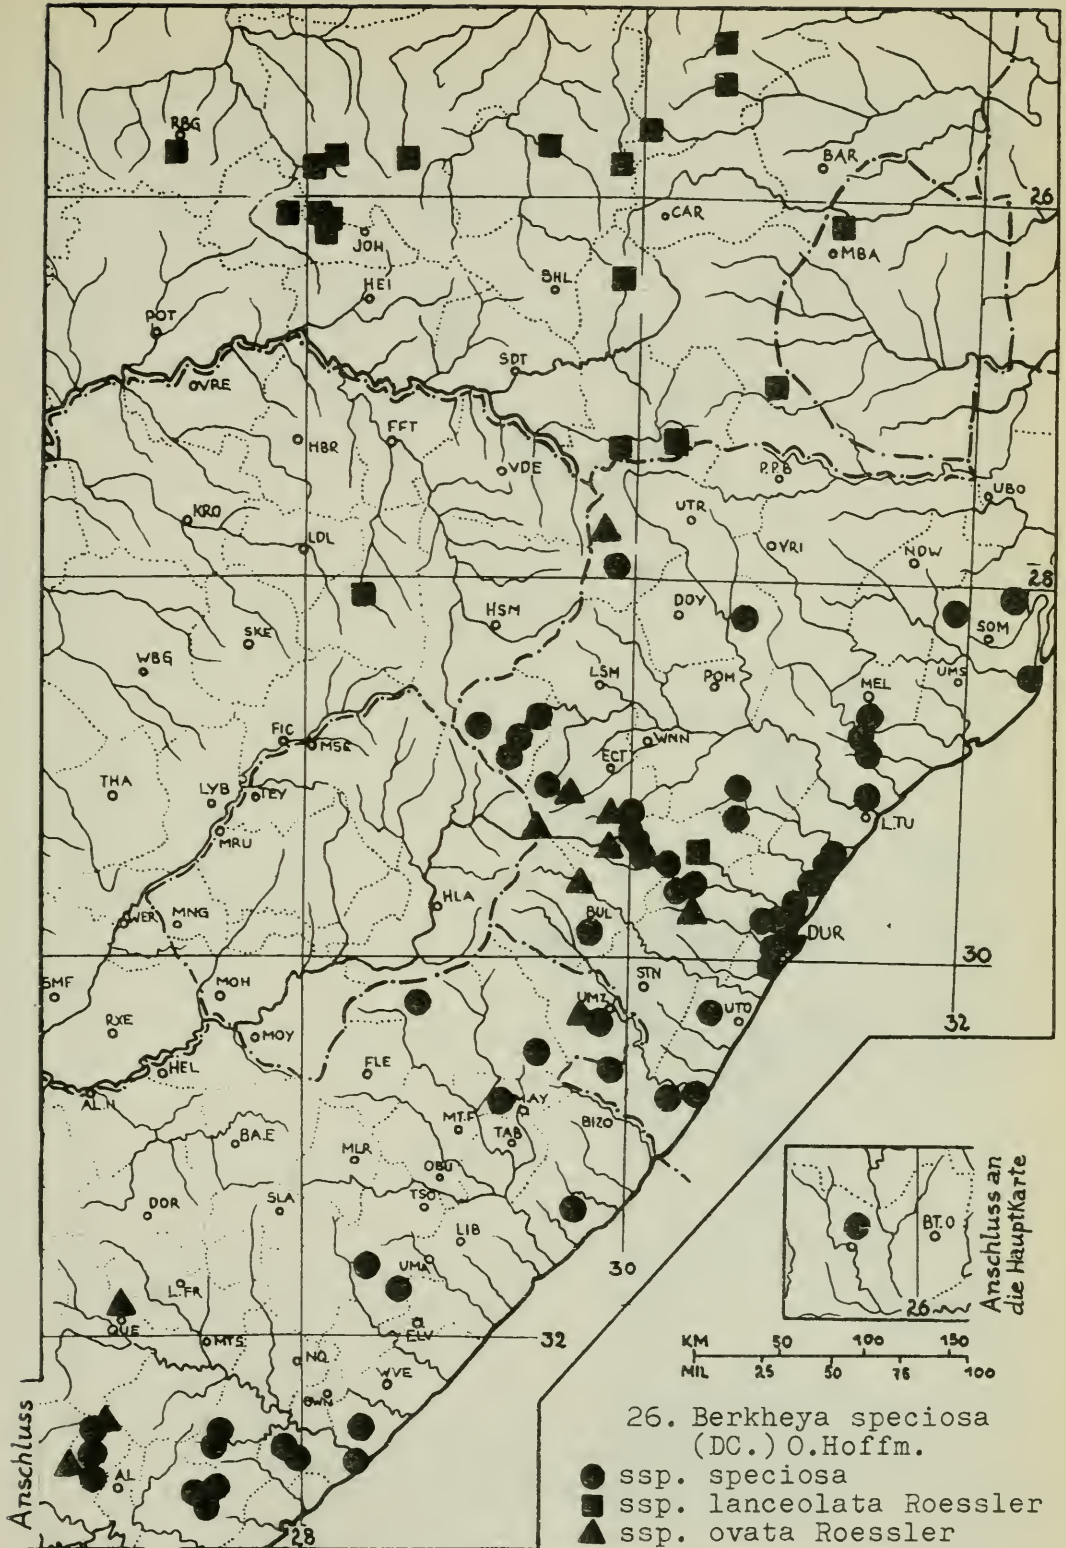 RBG
BAR
26
CAR
JOH
MBA
HEI
BHL
POT
SDT
VRE
FFT
HBR
VDE
P.P.B
UBO
KRO
UTR
LDL
VRI
NDW
28
HSM
DOY
SOM
SKE
WBG
LSM
POM
MEL
UMS
FIC
MSG
WNN
ECT
THA
LYB
TEY
L.TU
MRU
HLA
WER
MNG
BUL
DUR
30
SMF
MOH
STN
UMZ
UTO
RXE
MOY
32
HEL
FLE
AL.N
MAY
MT.F
BIZO
BA.E
TAB
MLR
OBU
TSO
DOR
SLA
LIB
BT.O
UMA
30
L.FR
26
Anschluss an
die Hauptkarte
QUE
MTS
ELV
32
KM 50 100 150
MIL 25 50 75 100
NQ
WVE
WN
Anschluss
AL
28
26. Berkheya speciosa
(DC.) O.Hoffm.
ssp. speciosa
ssp. lanceolata Roessler
ssp. ovata Roessler